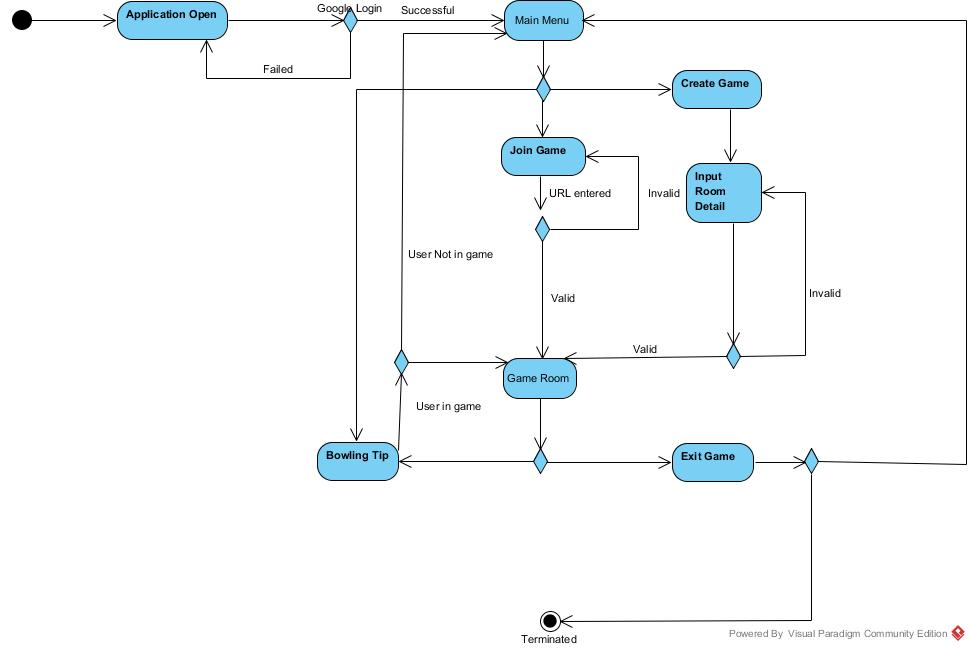 Google Login
Successful
Application Open
Main Menu
Failed
Create Game
Join Game
Input
Room
Detail
URL entered
Invalid
User Not in game
Valid
Invalid
Valid
Game Room
User in game
Bowling Tip
Exit Game
Terminated
Powered By Visual Paradigm Community Edition